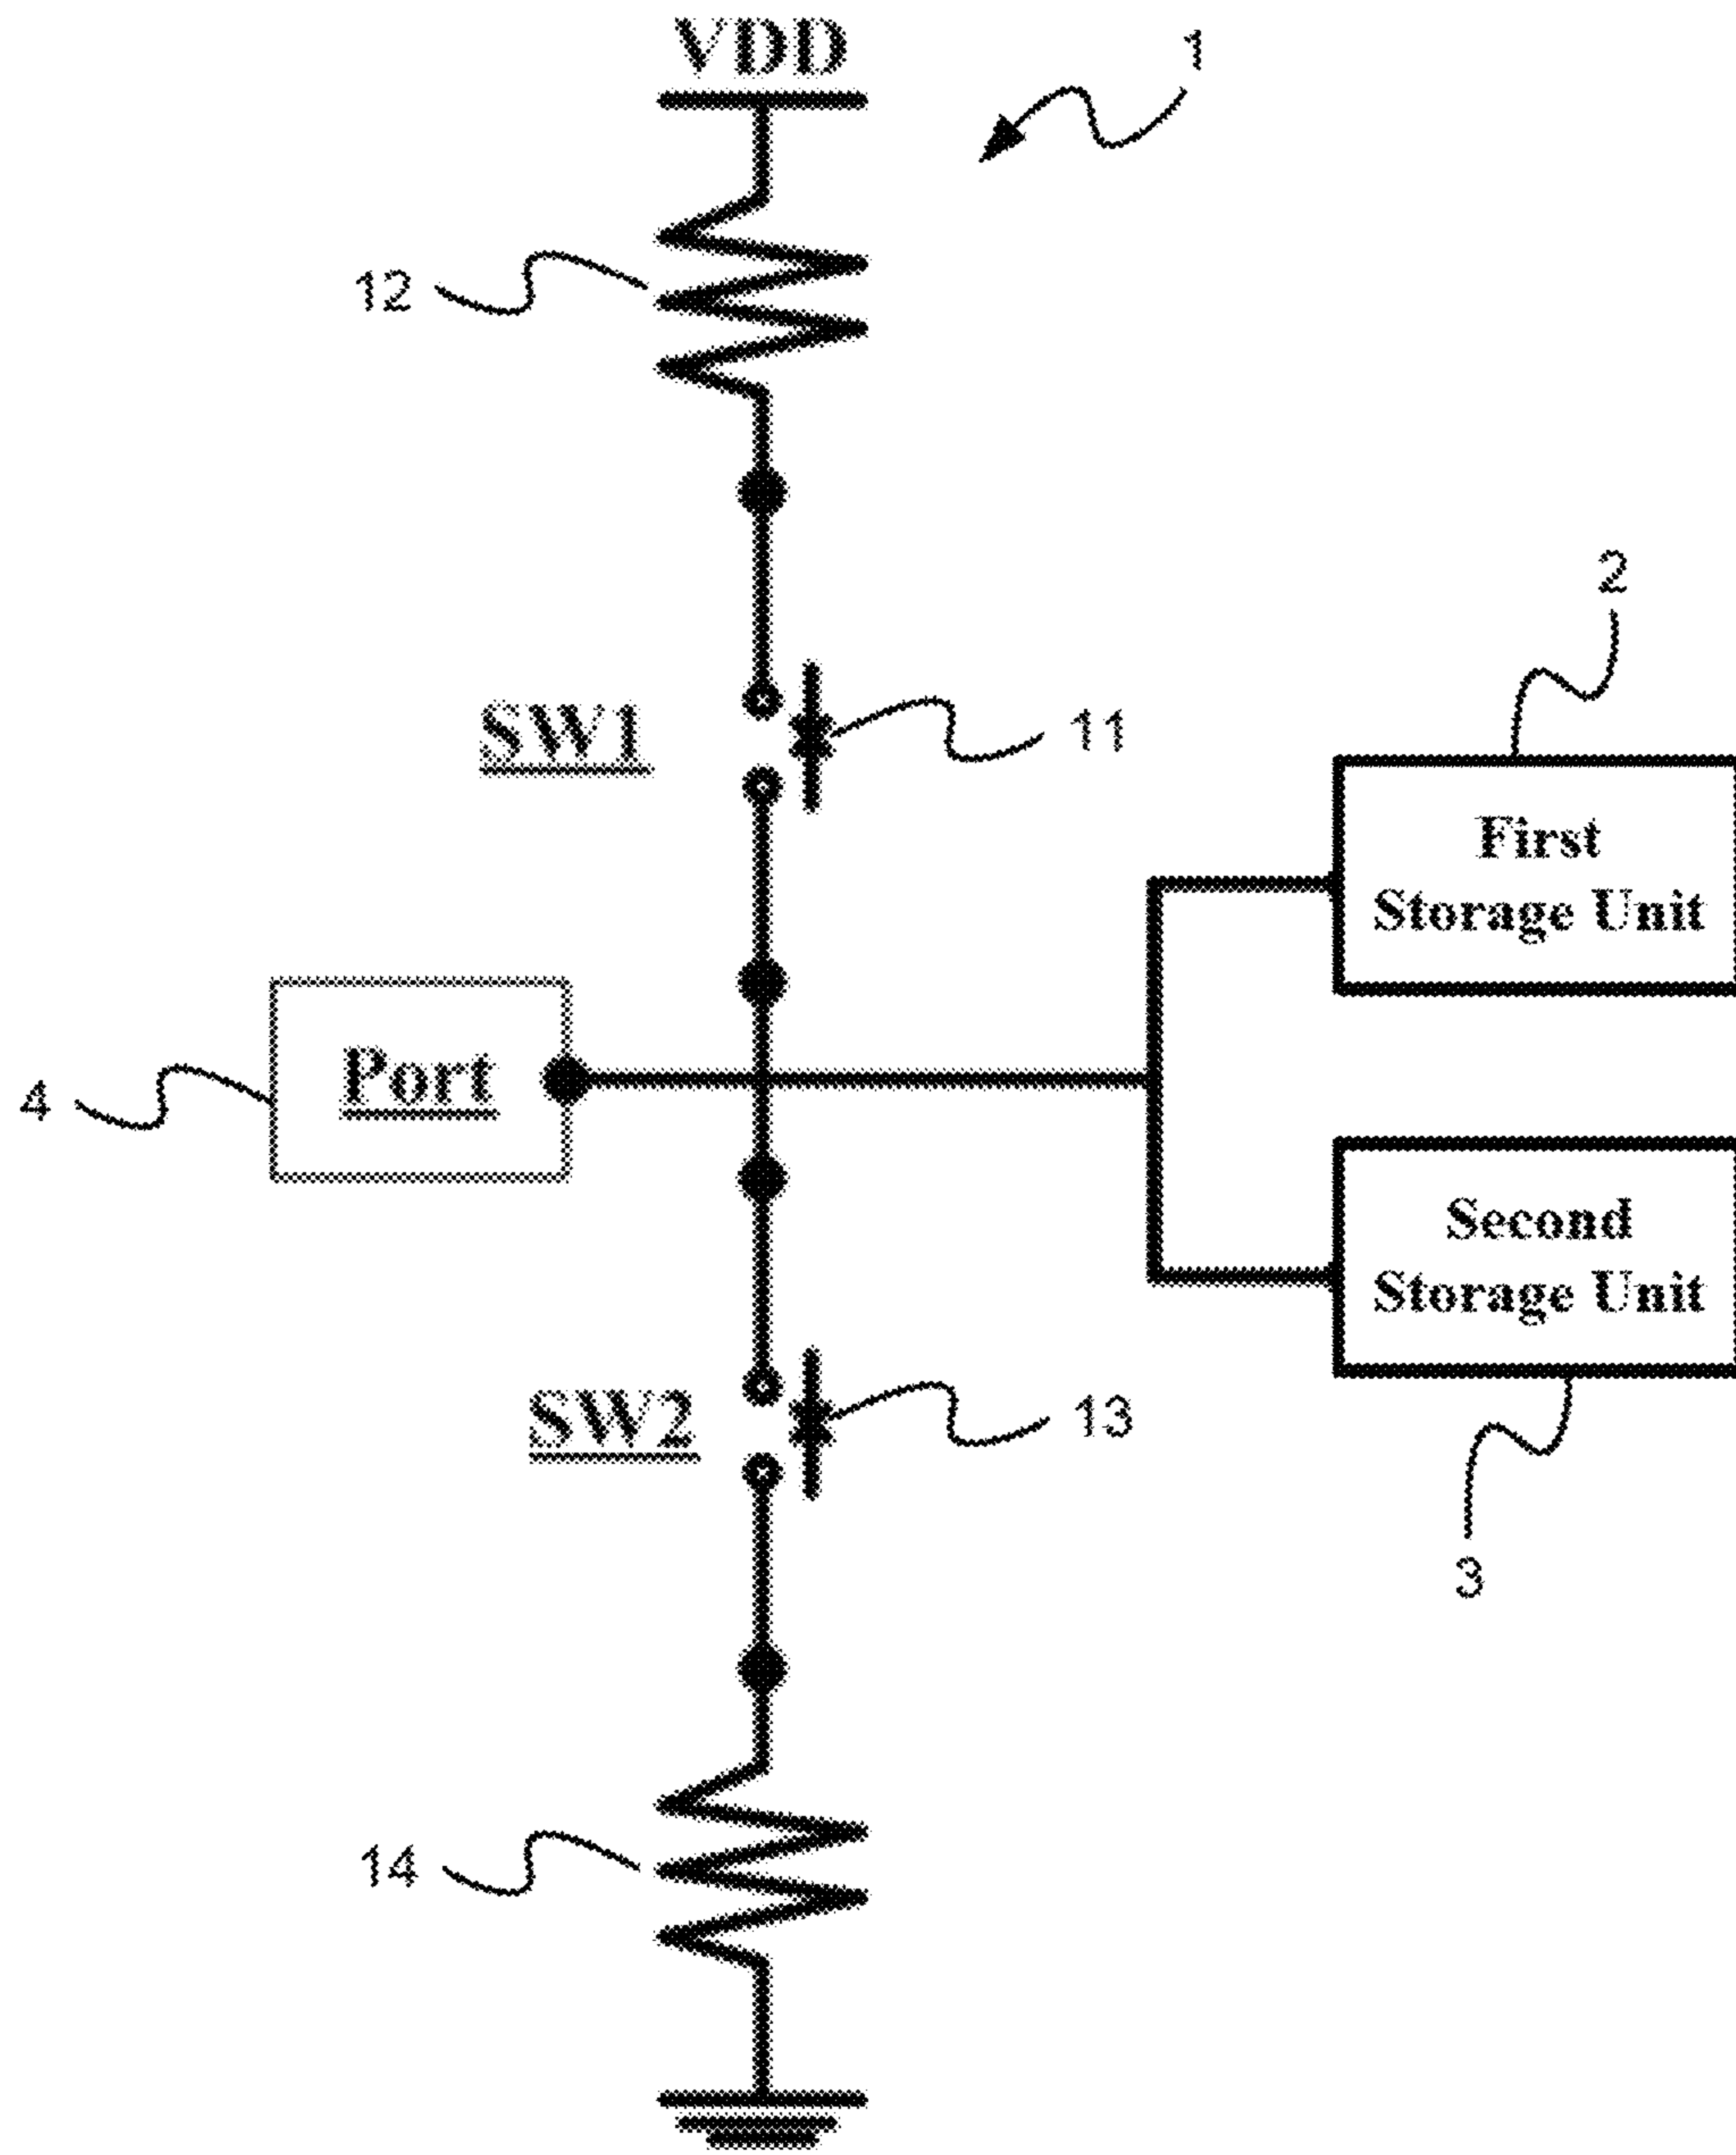 VDD
1
12
2
SW1
11
First
Storage Unit
Port
4
Second
Storage Unit
SW2
13
3
14